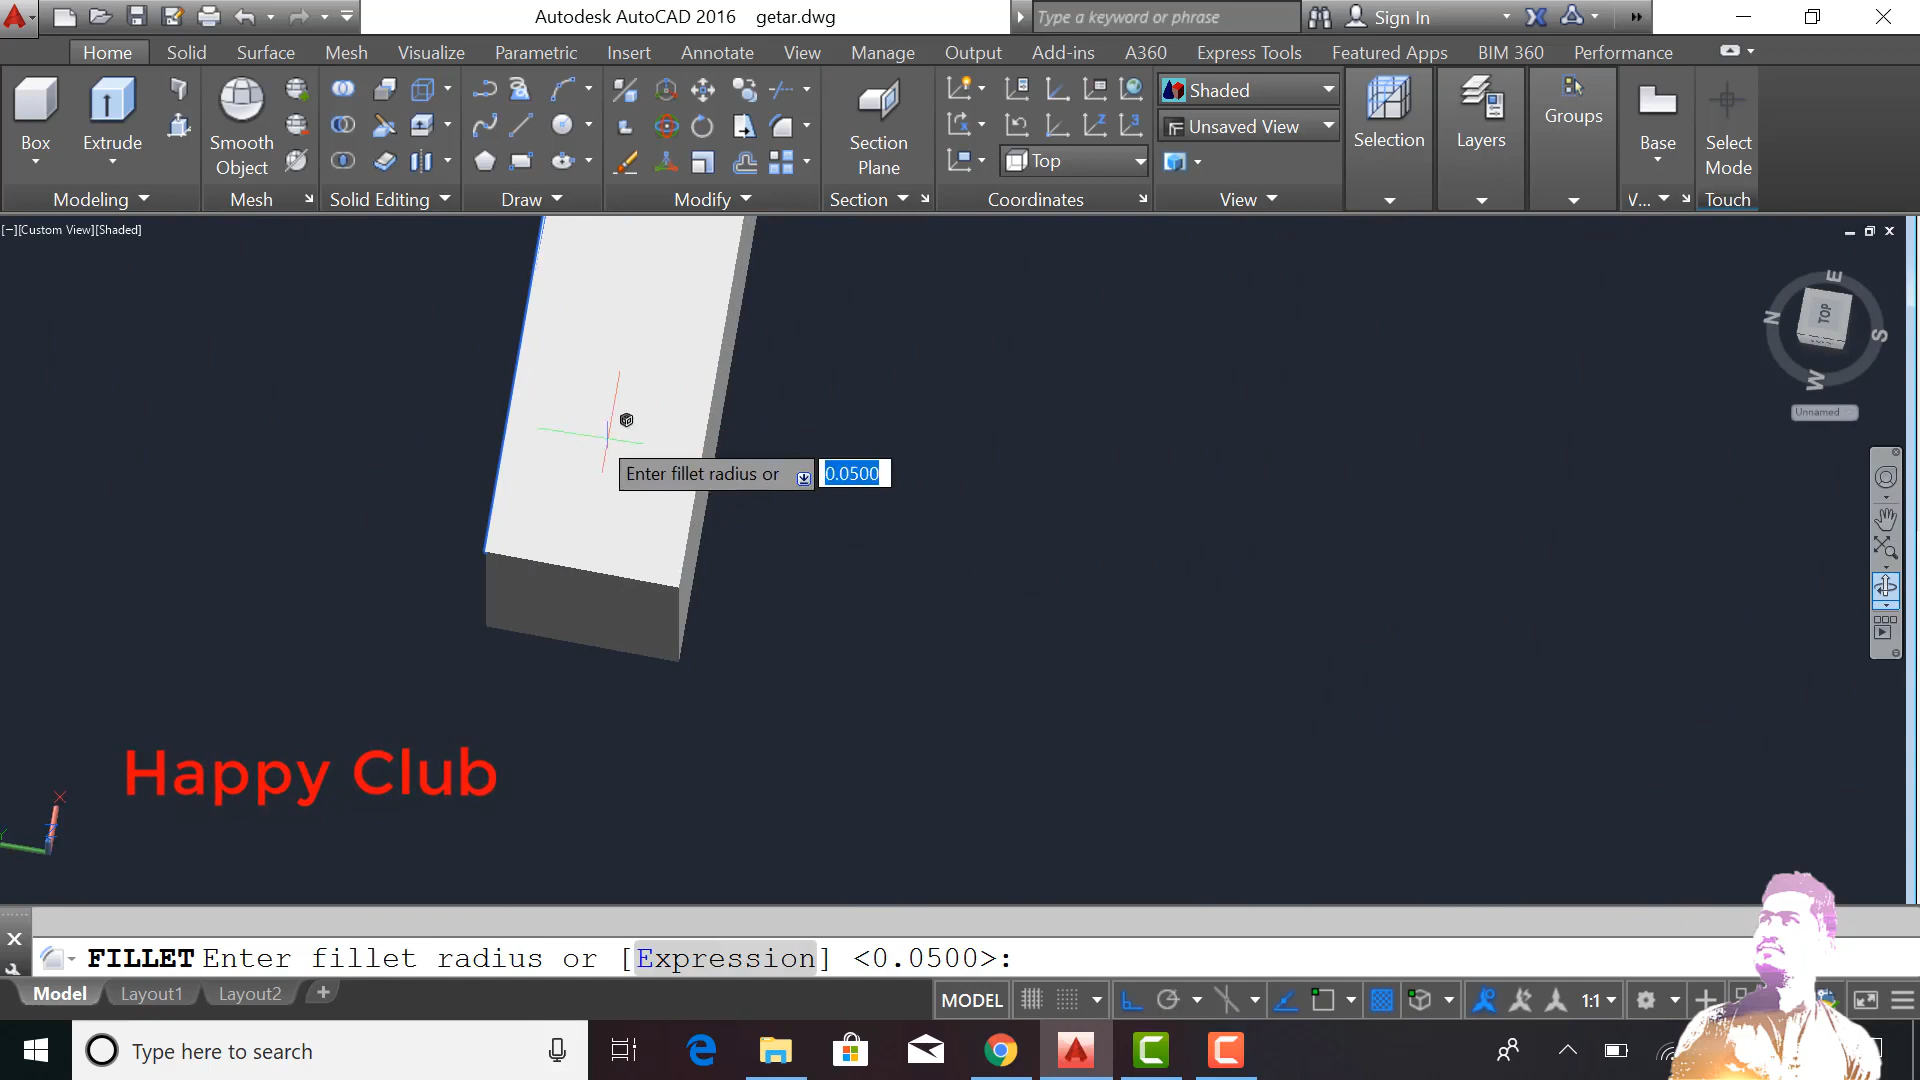 Autodesk AutoCAD 2016 getar.dwg
Type a keyword or phrase
Sign In
Home Solid Surface Mesh Visualize Parametric Insert Annotate View Manage Output Add-ins A360 Express Tools Featured Apps BIM 360 Performance
Box
Extrude
Smooth
Object
Section
Plane
Shaded
Unsaved View
Top
Selection
Layers
Groups
Base
Select
Mode
Modeling
Mesh
Solid Editing
Draw
Modify
Section
Coordinates
View
V...
Touch
[−][Custom View][Shaded]
E
N
TOP
S
W
Unnamed
Enter fillet radius or
0.0500
Happy Club
X
Y
FILLET Enter fillet radius or [Expression] <0.0500>:
Model Layout1 Layout2
MODEL
1:1
Type here to search